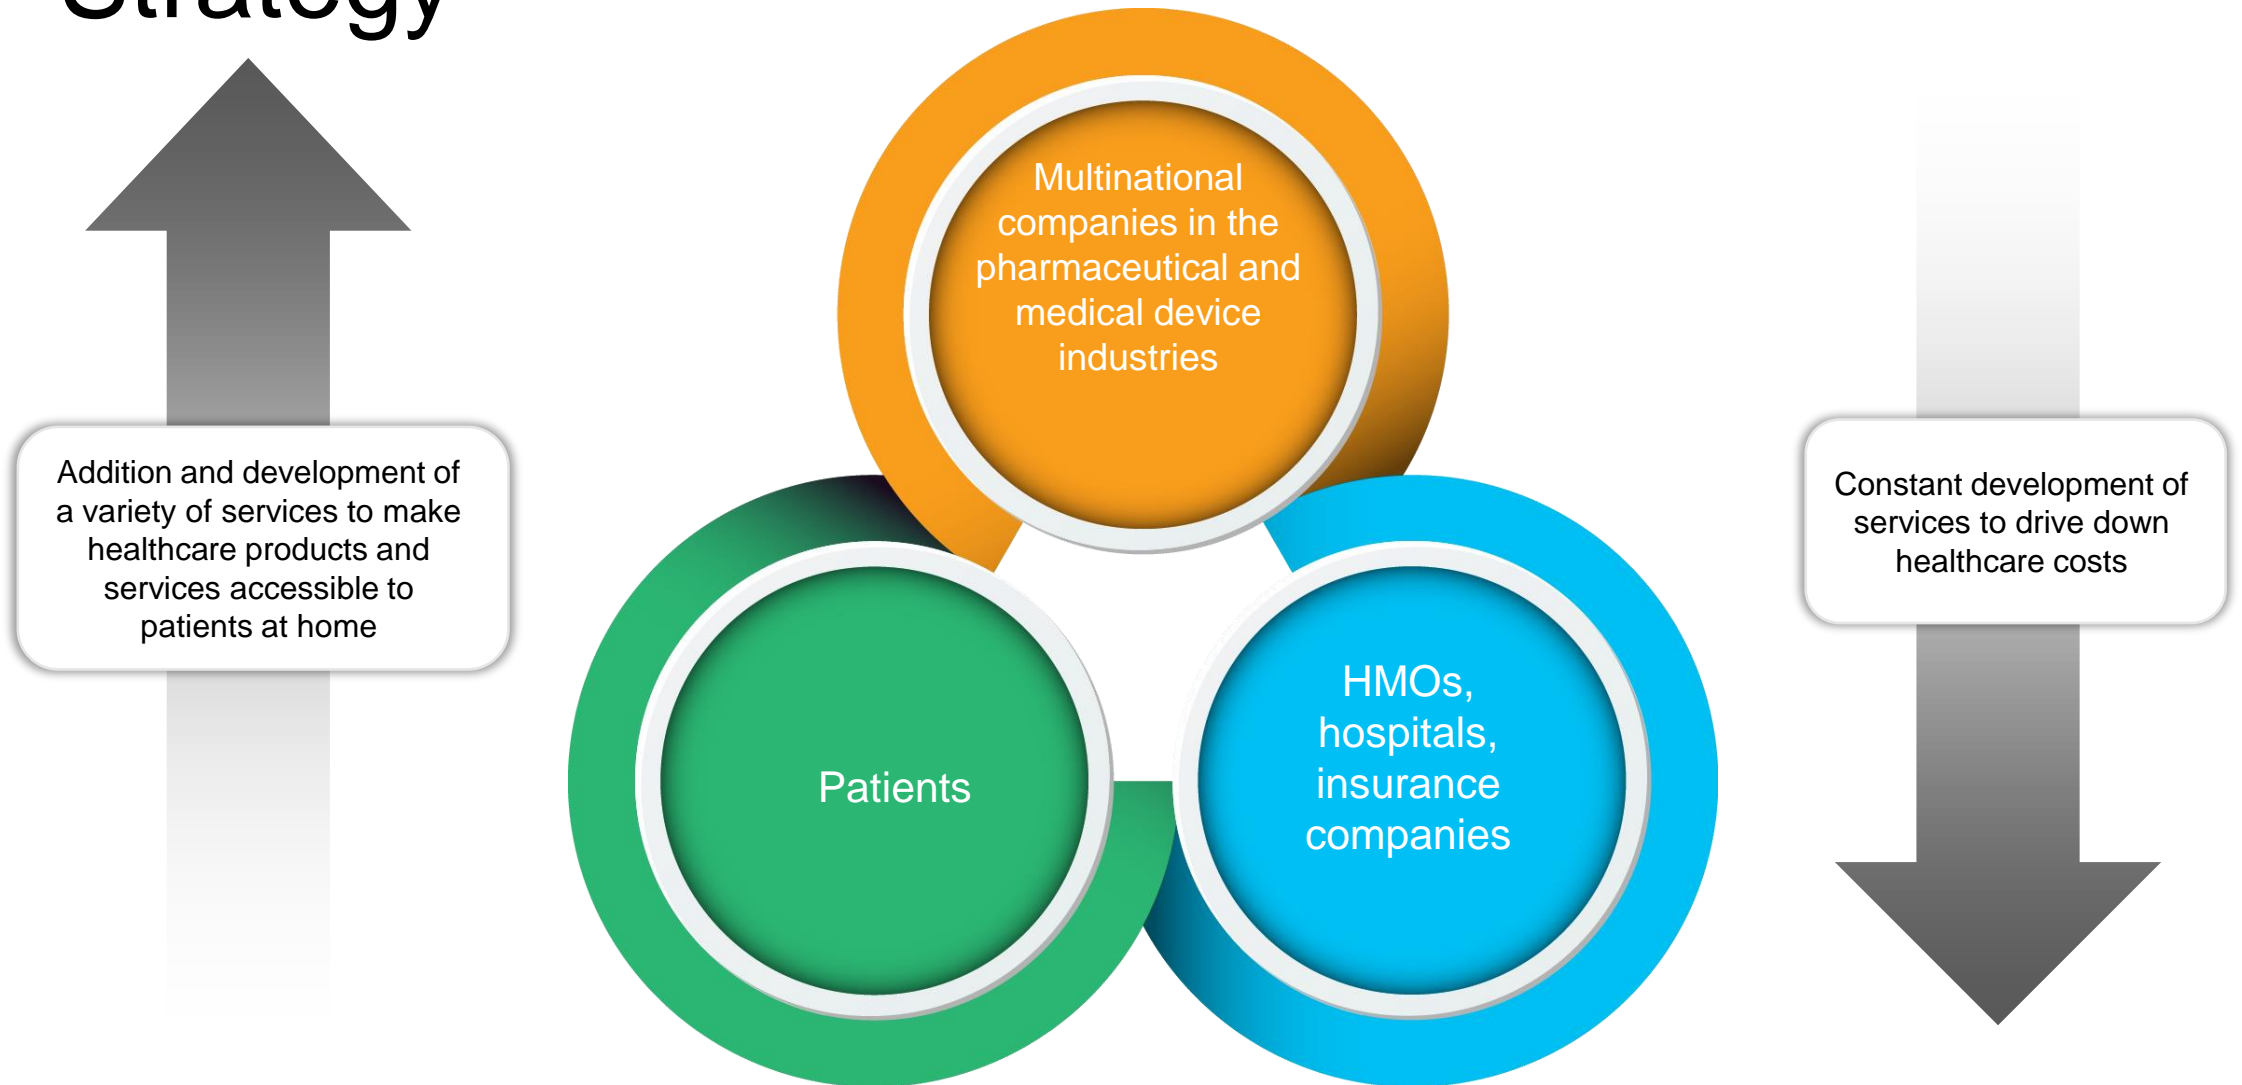 Strategy
Multinational
companies in the
pharmaceutical and
medical device
industries
Addition and development of
a variety of services to make
healthcare products and
services accessible to
patients at home
Constant development of
services to drive down
healthcare costs
Patients
HMOs,
hospitals,
insurance
companies